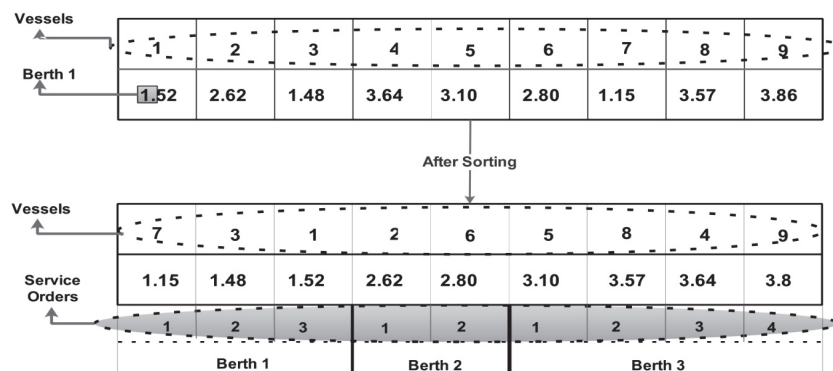 Vessels
1 2 3 4 5 6 7 8 9
Berth 1
1.52 2.62 1.48 3.64 3.10 2.80 1.15 3.57 3.86
After Sorting
Vessels
7 3 1 2 6 5 8 4 9
1.15 1.48 1.52 2.62 2.80 3.10 3.57 3.64 3.8
Service
Orders
1 2 3 1 2 1 2 3 4
Berth 1 Berth 2 Berth 3